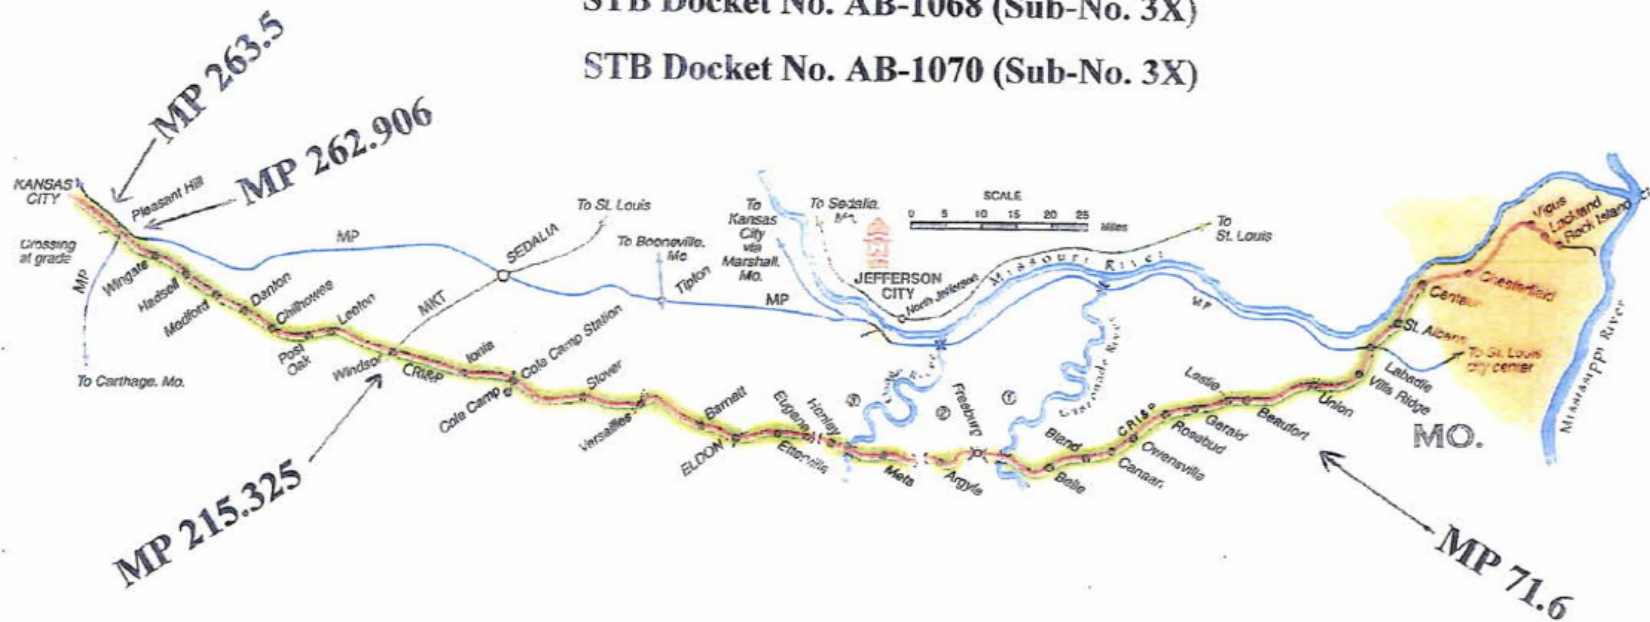 STB Docket No. AB-1068 (Sub-No. 3X)
STB Docket No. AB-1070 (Sub-No. 3X)
MP 263.5
MP 262.906
KANSAS
CITY
Pleasant Hill
Crossing
at grade
MP
To Carthage, Mo.
Wingate
Hadsell
Medford
Danton
Chilhowee
Post
Oak
Leeton
MP
MKT
SEDALIA
To St. Louis
Windsor
CRI&P
Ionia
Cole Camp
Cole Camp Station
To Booneville,
Mo.
Tipton
MP
Stover
Versailles
Barnett
ELDON
Eugene
Etterville
Henley
To
Kansas
City
via
Marshall,
Mo.
To Sedalia,
JEFFERSON
CITY
North Jefferson
SCALE
0 5 10 15 20 25
Miles
Missouri River
To
St. Louis
River
Meta
Argyle
Freeburg
Gasconade River
Belle
Bland
Canaan
Owensville
Rosebud
Gerald
Leslie
Beaufort
Union
Villa Ridge
Labadie
MP
St. Albans
To St. Louis
city center
Centaur
Chesterfield
Vigus
Lackland
Rock Island
Mississippi River
MO.
MP 215.325
MP 71.6